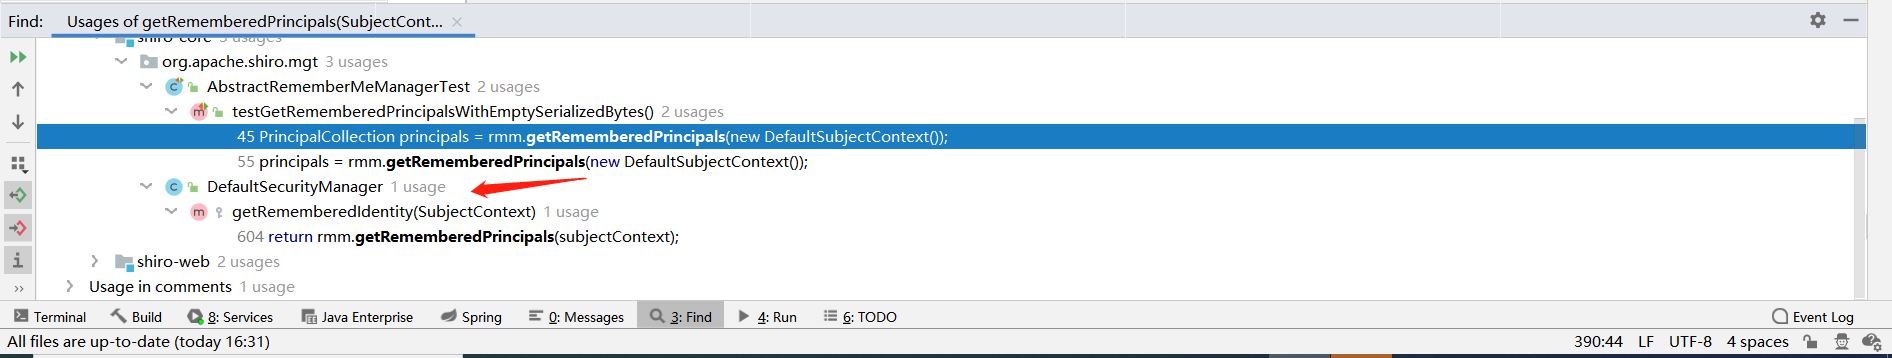 Find: Usages of getRememberedPrincipals(SubjectCont...
shiro-core 3 usages
org.apache.shiro.mgt 3 usages
AbstractRememberMeManagerTest 2 usages
testGetRememberedPrincipalsWithEmptySerializedBytes() 2 usages
45 PrincipalCollection principals = rmm.getRememberedPrincipals(new DefaultSubjectContext());
55 principals = rmm.getRememberedPrincipals(new DefaultSubjectContext());
DefaultSecurityManager 1 usage
getRememberedIdentity(SubjectContext) 1 usage
604 return rmm.getRememberedPrincipals(subjectContext);
shiro-web 2 usages
Usage in comments 1 usage
Terminal Build 8: Services Java Enterprise Spring 0: Messages 3: Find 4: Run 6: TODO Event Log
All files are up-to-date (today 16:31) 390:44 LF UTF-8 4 spaces